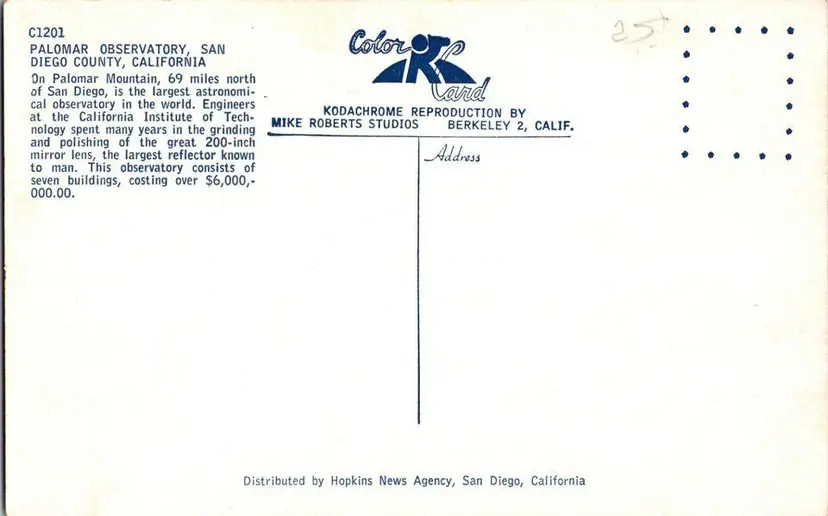 C1201
PALOMAR OBSERVATORY, SAN
DIEGO COUNTY, CALIFORNIA
On Palomar Mountain, 69 miles north
of San Diego, is the largest astronomi-
cal observatory in the world. Engineers
at the California Institute of Tech-
nology spent many years in the grinding
and polishing of the great 200-inch
mirror lens, the largest reflector known
to man. This observatory consists of
seven buildings, costing over $6,000,-
000.00.
Color
Card
KODACHROME REPRODUCTION BY
MIKE ROBERTS STUDIOS BERKELEY 2, CALIF.
25
Address
Distributed by Hopkins News Agency, San Diego, California